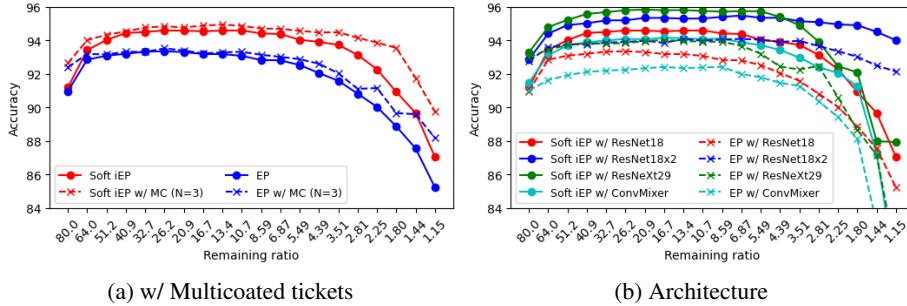 (a)
(b)
96
94
92
90
88
86
84
Accuracy
Soft iEP
Soft iEP w/ MC (N=3)
EP
EP w/ MC (N=3)
80.0 64.0 51.2 40.9 32.7 26.2 20.9 16.7 13.4 10.7 8.59 6.87 5.49 4.39 3.51 2.81 2.25 1.80 1.44 1.15
Remaining ratio
96
94
92
90
88
86
84
Accuracy
Soft iEP w/ ResNet18
Soft iEP w/ ResNet18x2
Soft iEP w/ ResNeXt29
Soft iEP w/ ConvMixer
EP w/ ResNet18
EP w/ ResNet18x2
EP w/ ResNeXt29
EP w/ ConvMixer
80.0 64.0 51.2 40.9 32.7 26.2 20.9 16.7 13.4 10.7 8.59 6.87 5.49 4.39 3.51 2.81 2.25 1.80 1.44 1.15
Remaining ratio
(a) w/ Multicoated tickets
(b) Architecture